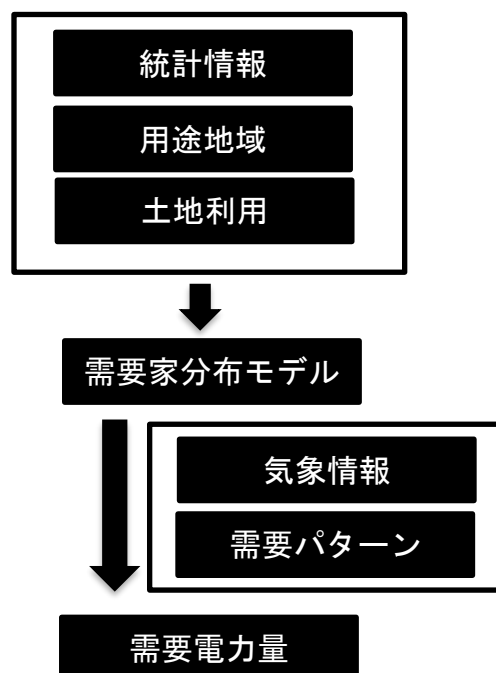 統計情報
用途地域
土地利用
需要家分布モデル
気象情報
需要パターン
需要電力量